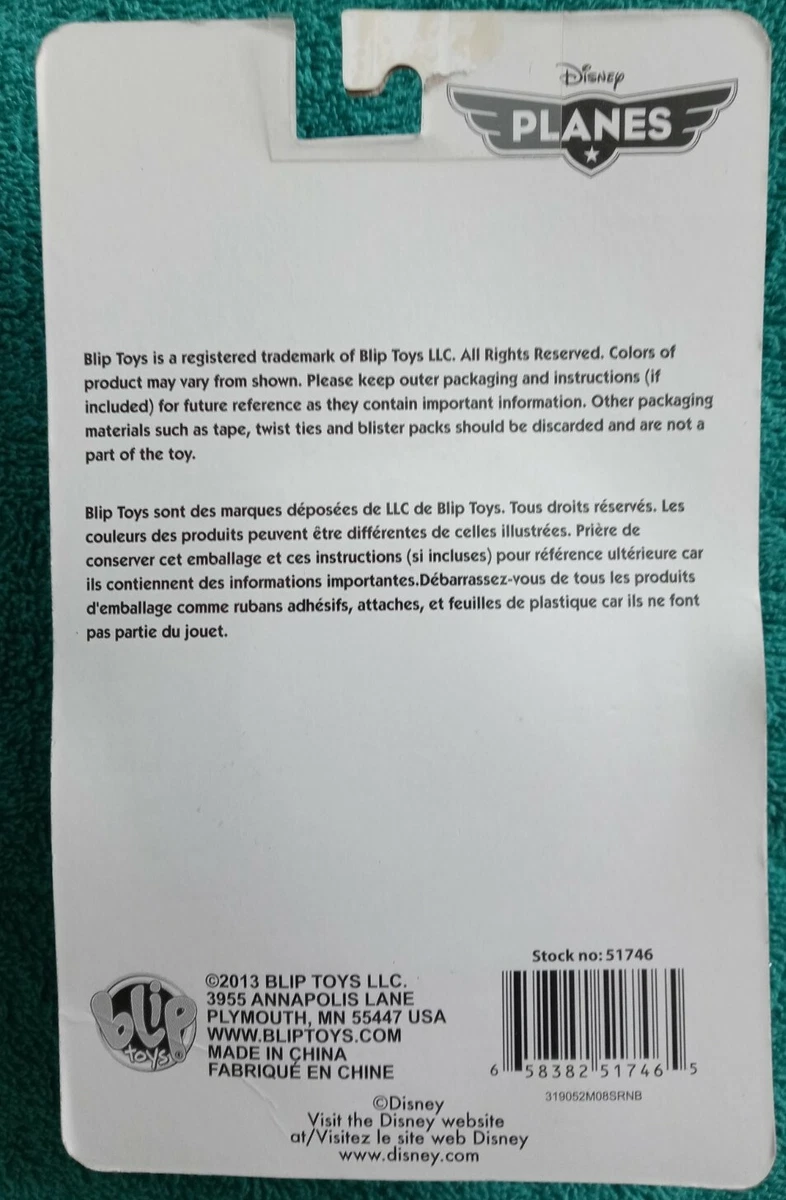 Disney
PLANES
Blip Toys is a registered trademark of Blip Toys LLC. All Rights Reserved. Colors of
product may vary from shown. Please keep outer packaging and instructions (if
included) for future reference as they contain important information. Other packaging
materials such as tape, twist ties and blister packs should be discarded and are not a
part of the toy.
Blip Toys sont des marques déposées de LLC de Blip Toys. Tous droits réservés. Les
couleurs des produits peuvent être différentes de celles illustrées. Prière de
conserver cet emballage et ces instructions (si incluses) pour référence ultérieure car
ils contiennent des informations importantes.Débarrassez-vous de tous les produits
d'emballage comme rubans adhésifs, attaches, et feuilles de plastique car ils ne font
pas partie du jouet.
blip
toys®
©2013 BLIP TOYS LLC.
3955 ANNAPOLIS LANE
PLYMOUTH, MN 55447 USA
WWW.BLIPTOYS.COM
MADE IN CHINA
FABRIQUÉ EN CHINE
Stock no: 51746
6 58382 51746 5
319052M08SRNB
©Disney
Visit the Disney website
at/Visitez le site web Disney
www.disney.com